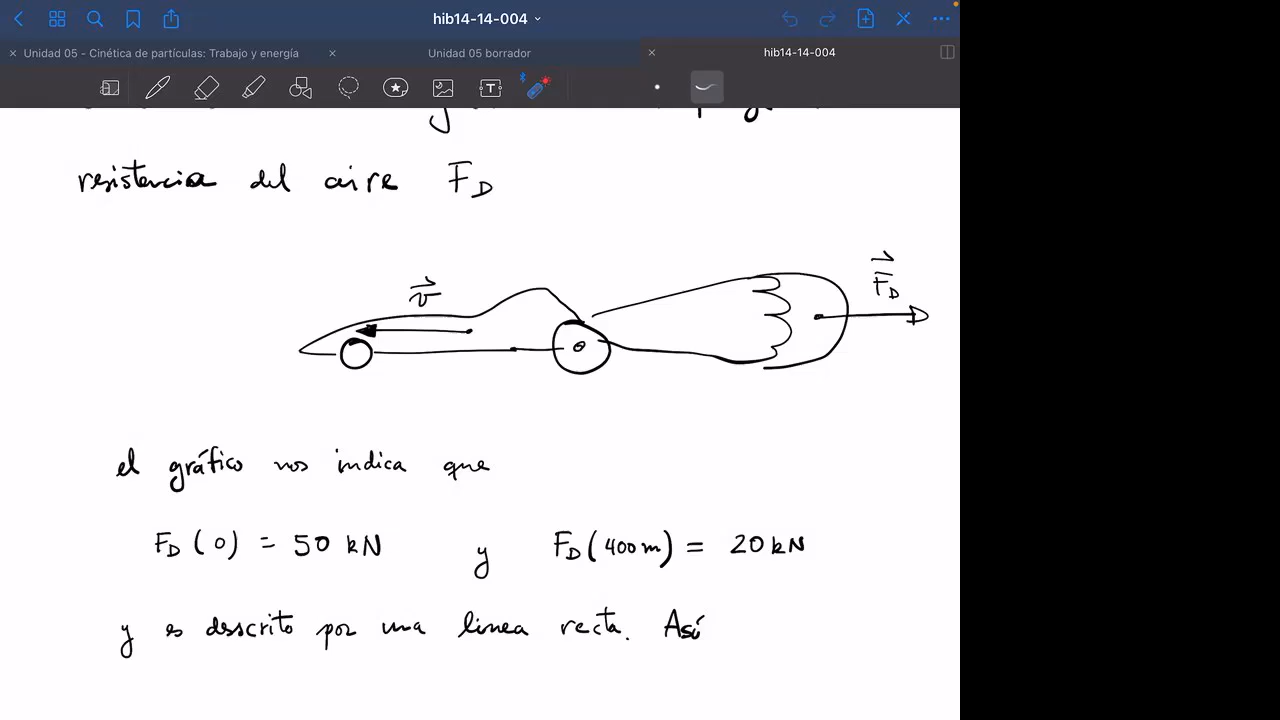 hib14-14-004
Unidad 05 - Cinética de partículas: Trabajo y energía
Unidad 05 borrador
hib14-14-004
resistencia del aire F_D
v⃗
F⃗_D
el gráfico nos indica que
F_D (0) = 50 kN y F_D (400 m) = 20 kN
y es descrito por una linea recta. Así